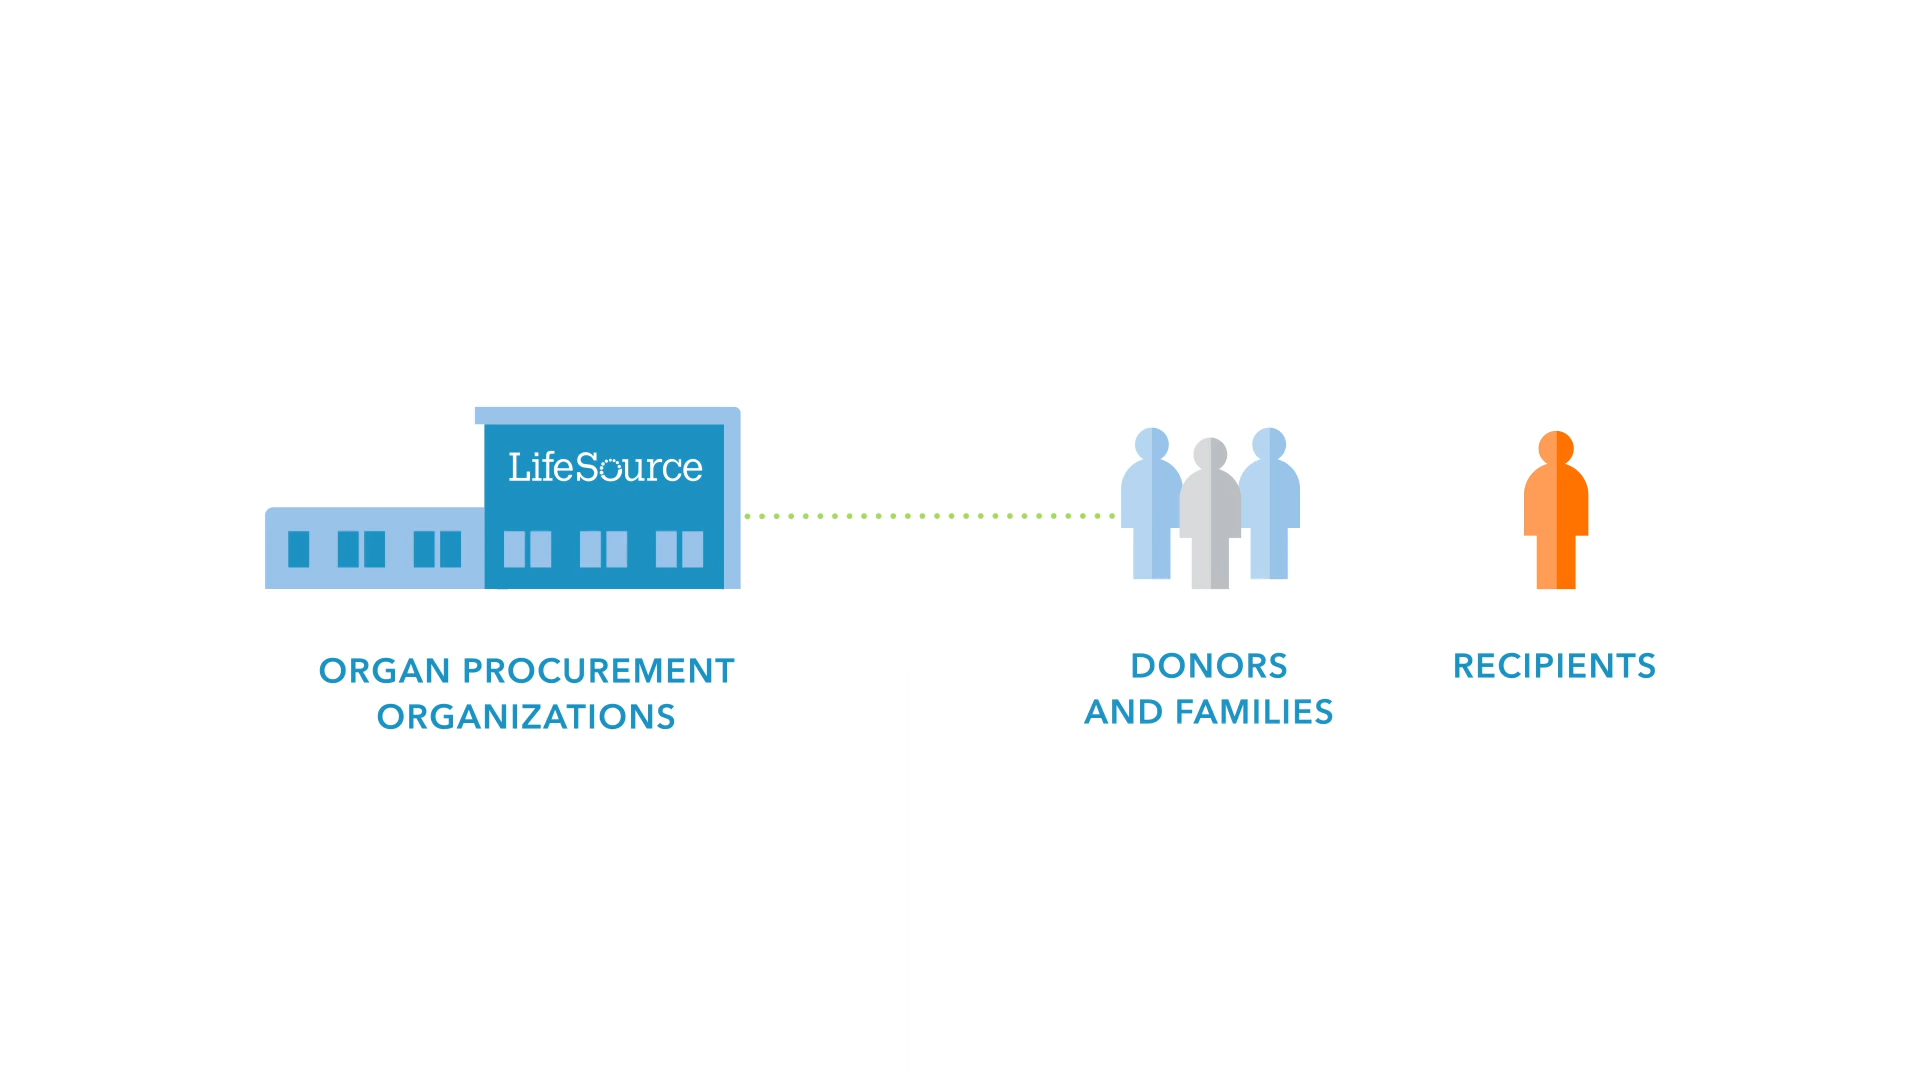 LifeSource
ORGAN PROCUREMENT
ORGANIZATIONS
DONORS
AND FAMILIES
RECIPIENTS